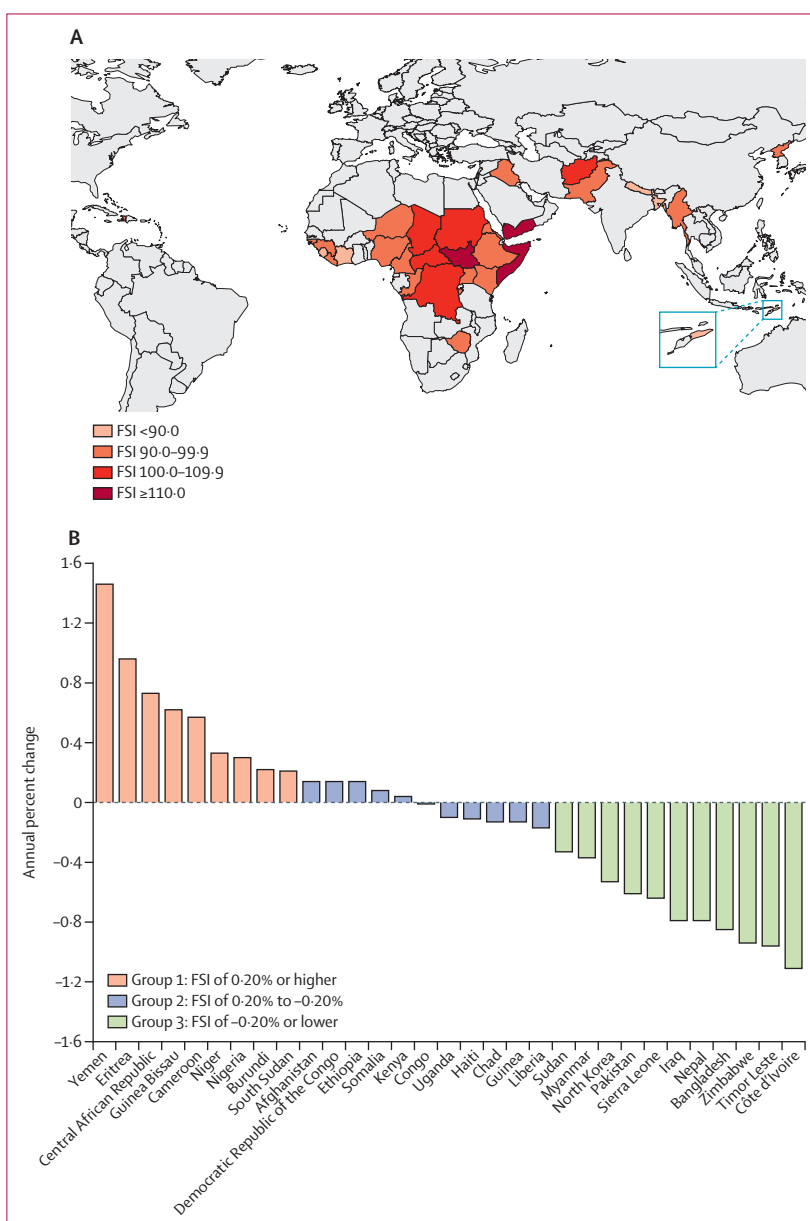 A
FSI <90·0
FSI 90·0–99·9
FSI 100·0–109·9
FSI ≥110·0
B
1·6
1·2
0·8
0·4
0
–0·4
–0·8
–1·2
–1·6
Annual percent change
Group 1: FSI of 0·20% or higher
Group 2: FSI of 0·20% to –0·20%
Group 3: FSI of –0·20% or lower
Yemen
Eritrea
Central African Republic
Guinea Bissau
Cameroon
Niger
Nigeria
Burundi
South Sudan
Afghanistan
Democratic Republic of the Congo
Ethiopia
Somalia
Kenya
Congo
Uganda
Haiti
Chad
Guinea
Liberia
Sudan
Myanmar
North Korea
Pakistan
Sierra Leone
Iraq
Nepal
Bangladesh
Zimbabwe
Timor Leste
Côte d'Ivoire